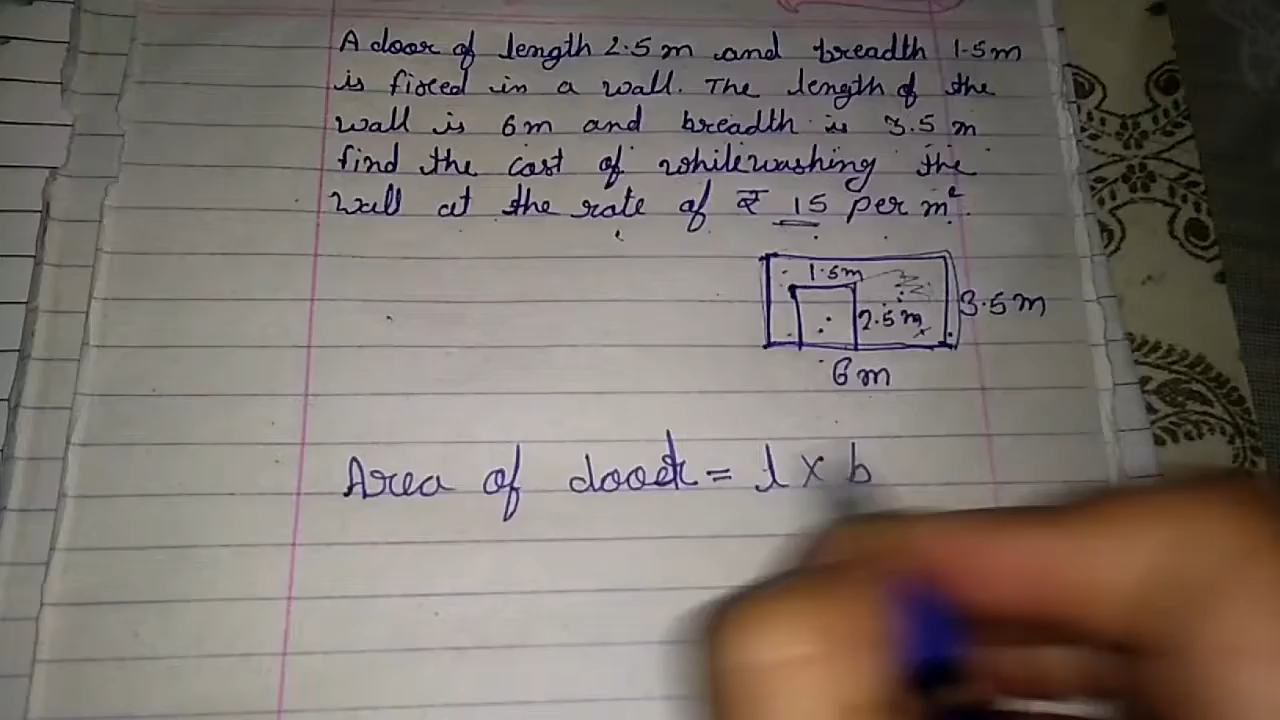 A door of length 2.5 m and breadth 1.5m
is fixed in a wall. The length of the
wall is 6m and breadth is 3.5 m
find the cost of whilewashing the
wall at the rate of ₹ 15 per m²
1.5m
2.5m
3.5m
6m
Area of door = l × b